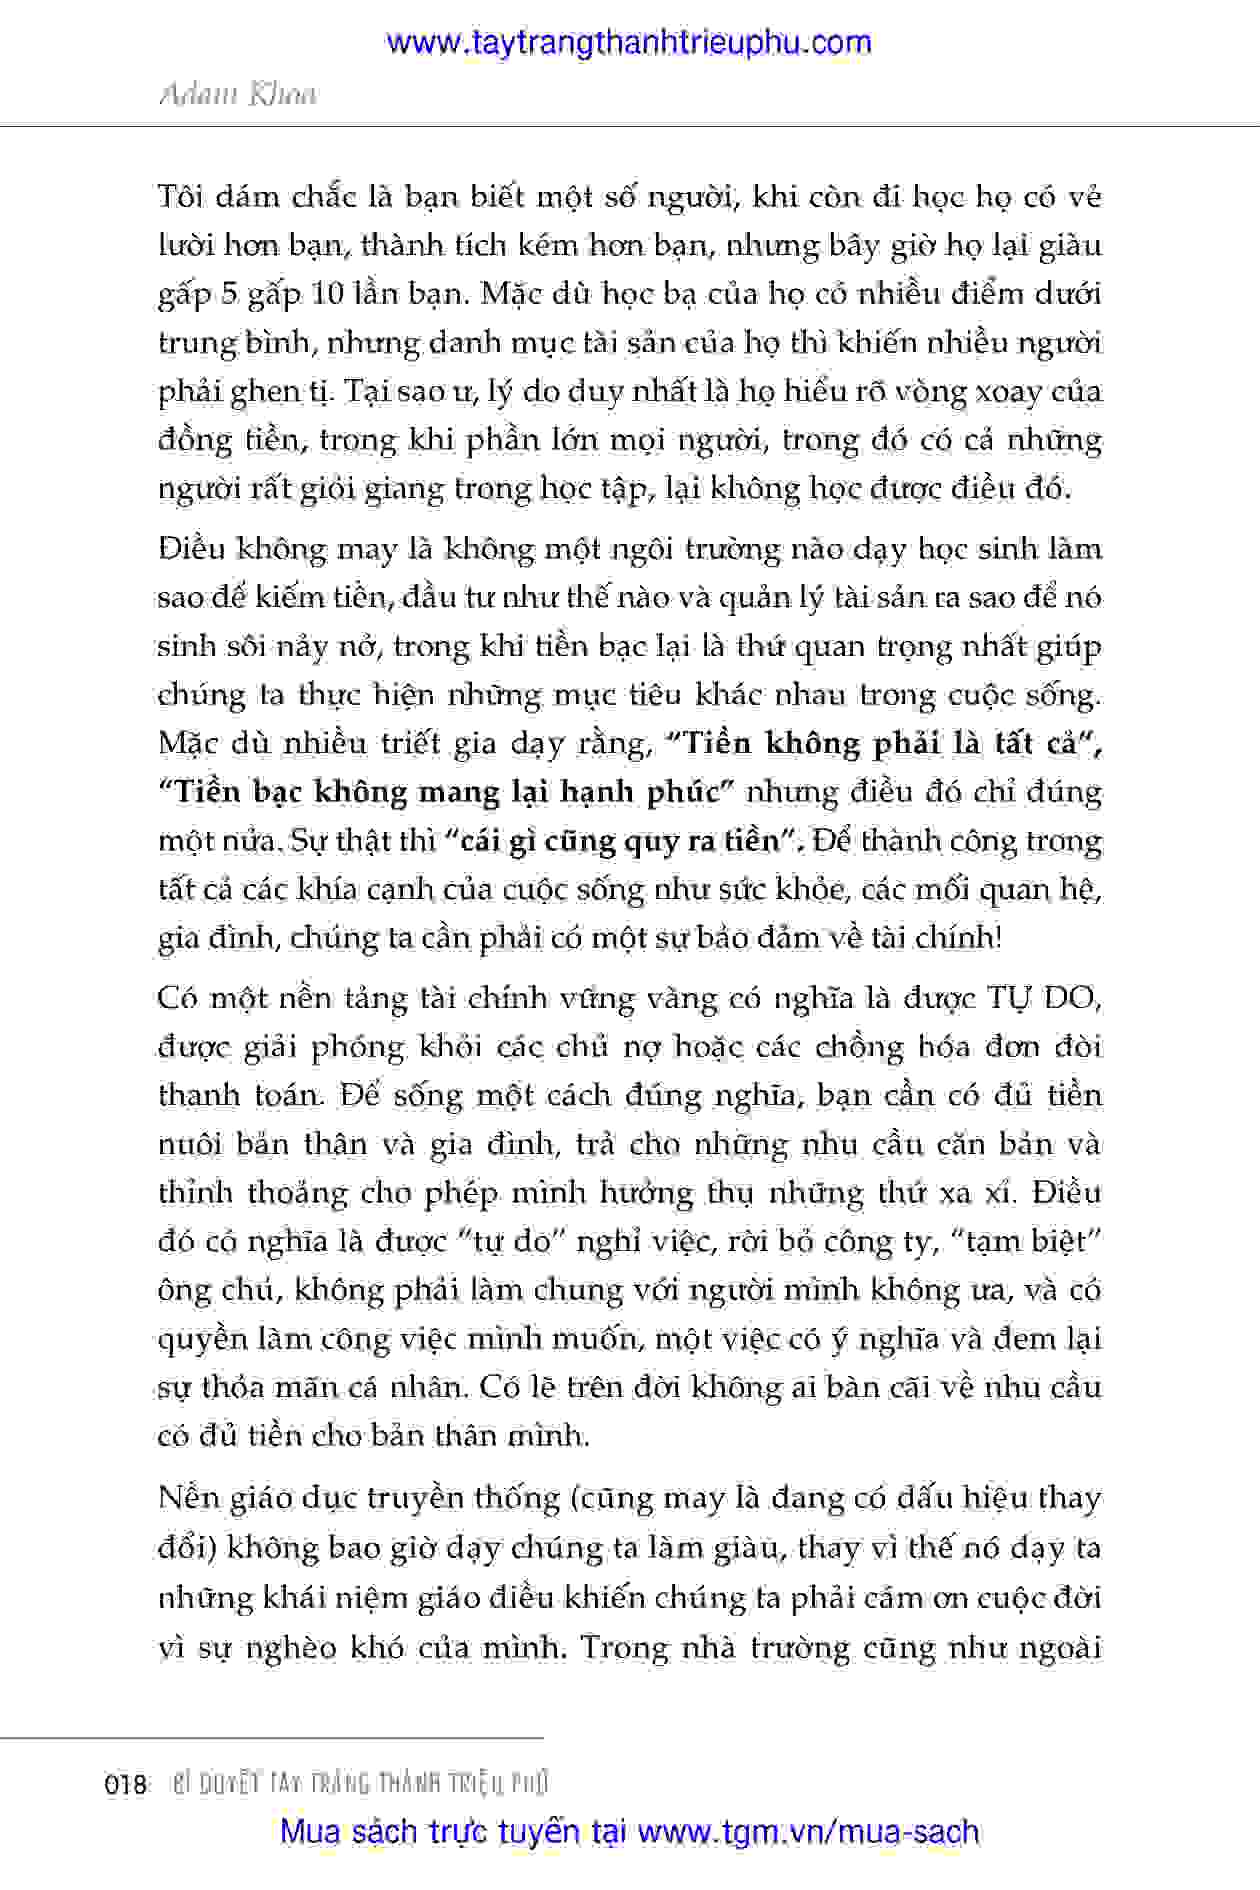 www.taytrangthanhtrieuphu.com
Adam Khoo
Tôi dám chắc là bạn biết một số người, khi còn đi học họ có vẻ
lười hơn bạn, thành tích kém hơn bạn, nhưng bây giờ họ lại giàu
gấp 5 gấp 10 lần bạn. Mặc dù học bạ của họ có nhiều điểm dưới
trung bình, nhưng danh mục tài sản của họ thì khiến nhiều người
phải ghen tị. Tại sao ư, lý do duy nhất là họ hiểu rõ vòng xoay của
đồng tiền, trong khi phần lớn mọi người, trong đó có cả những
người rất giỏi giang trong học tập, lại không học được điều đó.
Điều không may là không một ngôi trường nào dạy học sinh làm
sao để kiếm tiền, đầu tư như thế nào và quản lý tài sản ra sao để nó
sinh sôi nảy nở, trong khi tiền bạc lại là thứ quan trọng nhất giúp
chúng ta thực hiện những mục tiêu khác nhau trong cuộc sống.
Mặc dù nhiều triết gia dạy rằng, “Tiền không phải là tất cả”,
“Tiền bạc không mang lại hạnh phúc” nhưng điều đó chỉ đúng
một nửa. Sự thật thì “cái gì cũng quy ra tiền”. Để thành công trong
tất cả các khía cạnh của cuộc sống như sức khỏe, các mối quan hệ,
gia đình, chúng ta cần phải có một sự bảo đảm về tài chính!
Có một nền tảng tài chính vững vàng có nghĩa là được TỰ DO,
được giải phóng khỏi các chủ nợ hoặc các chồng hóa đơn đòi
thanh toán. Để sống một cách đúng nghĩa, bạn cần có đủ tiền
nuôi bản thân và gia đình, trả cho những nhu cầu căn bản và
thỉnh thoảng cho phép mình hưởng thụ những thứ xa xỉ. Điều
đó có nghĩa là được “tự do” nghỉ việc, rời bỏ công ty, “tạm biệt”
ông chủ, không phải làm chung với người mình không ưa, và có
quyền làm công việc mình muốn, một việc có ý nghĩa và đem lại
sự thỏa mãn cá nhân. Có lẽ trên đời không ai bàn cãi về nhu cầu
có đủ tiền cho bản thân mình.
Nền giáo dục truyền thống (cũng may là đang có dấu hiệu thay
đổi) không bao giờ dạy chúng ta làm giàu, thay vì thế nó dạy ta
những khái niệm giáo điều khiến chúng ta phải cám ơn cuộc đời
vì sự nghèo khó của mình. Trong nhà trường cũng như ngoài
018 BÍ QUYẾT TAY TRẮNG THÀNH TRIỆU PHÚ
Mua sách trực tuyến tại www.tgm.vn/mua-sach